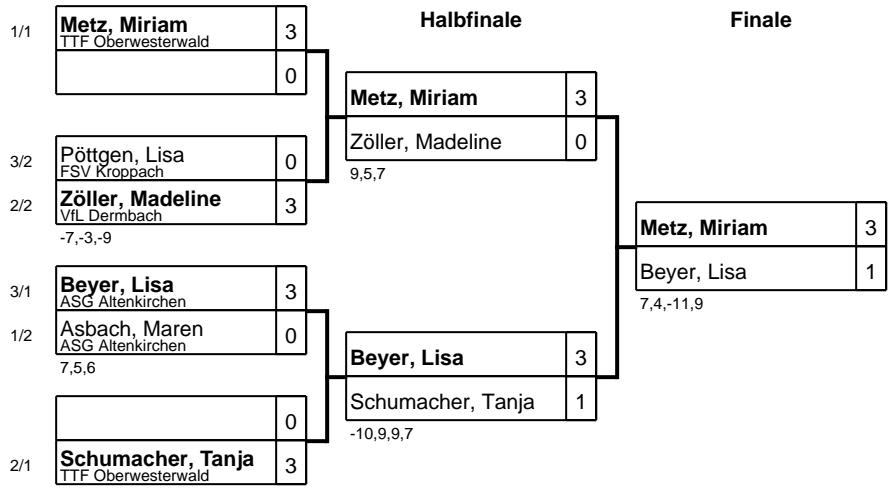 Halbfinale
Finale
1/1 Metz, Miriam 3
TTF Oberwesterwald
0
3/2 Pöttgen, Lisa 0
FSV Kroppach
2/2 Zöller, Madeline 3
VfL Dermbach
-7,-3,-9
3/1 Beyer, Lisa 3
ASG Altenkirchen
1/2 Asbach, Maren 0
ASG Altenkirchen
7,5,6
0
2/1 Schumacher, Tanja 3
TTF Oberwesterwald
Metz, Miriam 3
Zöller, Madeline 0
9,5,7
Beyer, Lisa 3
Schumacher, Tanja 1
-10,9,9,7
Metz, Miriam 3
Beyer, Lisa 1
7,4,-11,9